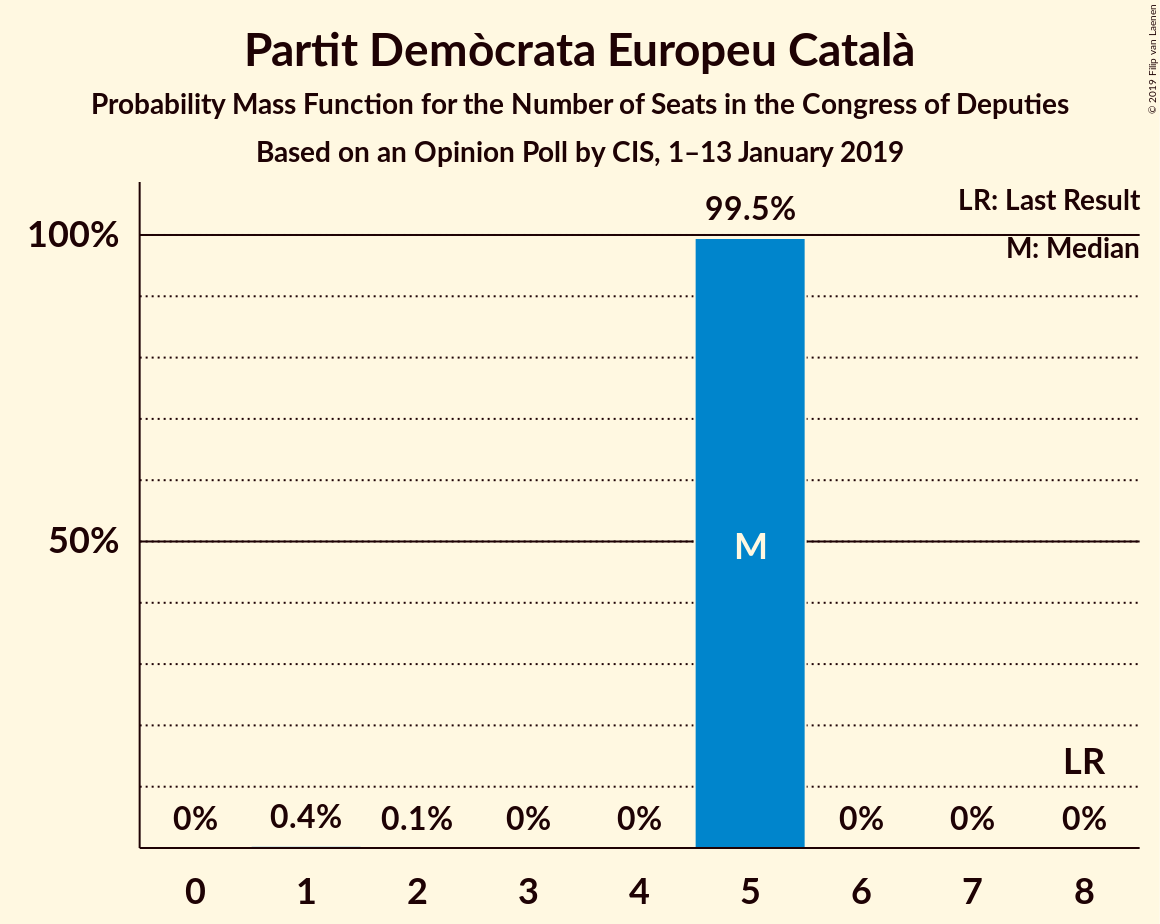 Partit Demòcrata Europeu Català
Probability Mass Function for the Number of Seats in the Congress of Deputies
Based on an Opinion Poll by CIS, 1–13 January 2019
© 2019 Filip van Laenen
LR: Last Result
M: Median
99.5%
100%
50%
M
LR
0% 0.4% 0.1% 0% 0% 0% 0% 0%
0 1 2 3 4 5 6 7 8